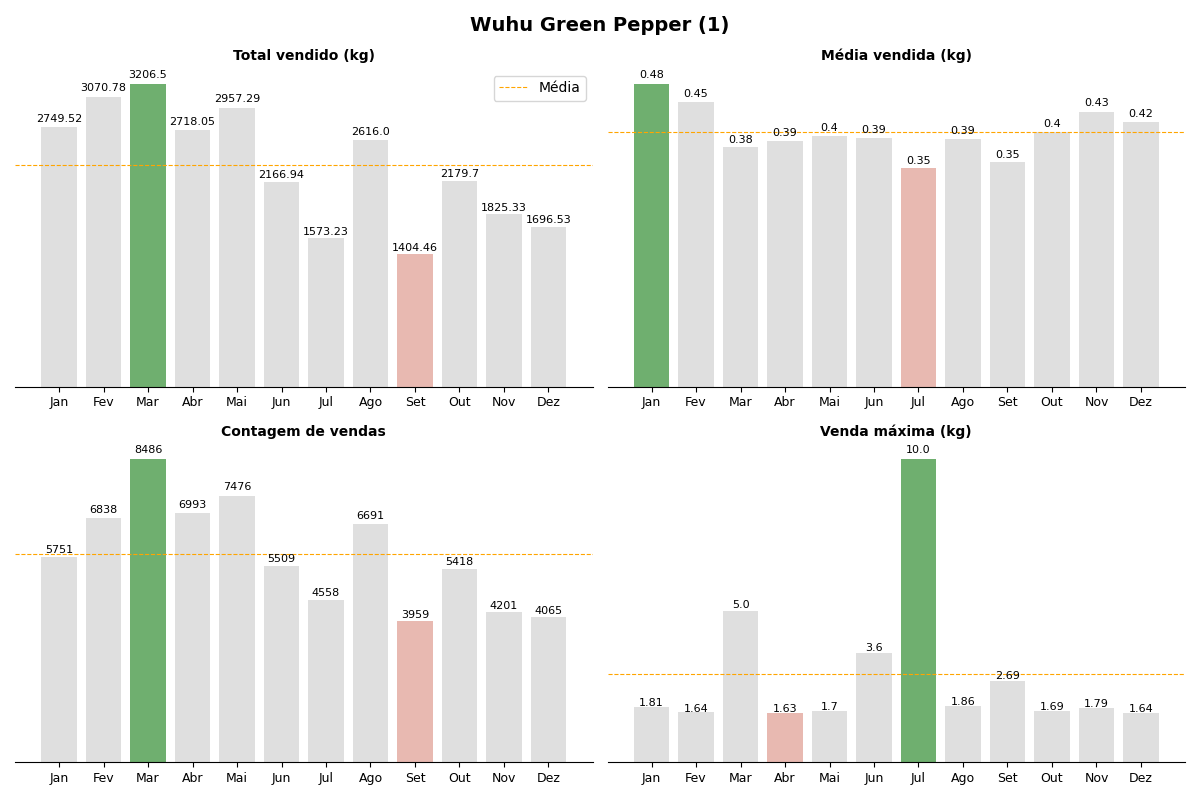 Wuhu Green Pepper (1)
Total vendido (kg)
2749.52 3070.78 3206.5 2718.05 2957.29 2166.94 1573.23 2616.0 1404.46 2179.7 1825.33 1696.53
Média
Jan Fev Mar Abr Mai Jun Jul Ago Set Out Nov Dez
Média vendida (kg)
0.48 0.45 0.38 0.39 0.4 0.39 0.35 0.39 0.35 0.4 0.43 0.42
Jan Fev Mar Abr Mai Jun Jul Ago Set Out Nov Dez
Contagem de vendas
5751 6838 8486 6993 7476 5509 4558 6691 3959 5418 4201 4065
Jan Fev Mar Abr Mai Jun Jul Ago Set Out Nov Dez
Venda máxima (kg)
1.81 1.64 5.0 1.63 1.7 3.6 10.0 1.86 2.69 1.69 1.79 1.64
Jan Fev Mar Abr Mai Jun Jul Ago Set Out Nov Dez